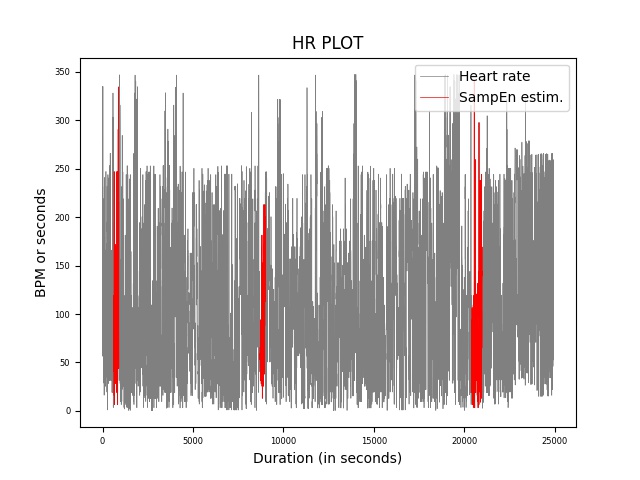 HR PLOT
Heart rate
SampEn estim.
BPM or seconds
350
300
250
200
150
100
50
0
0 5000 10000 15000 20000 25000
Duration (in seconds)